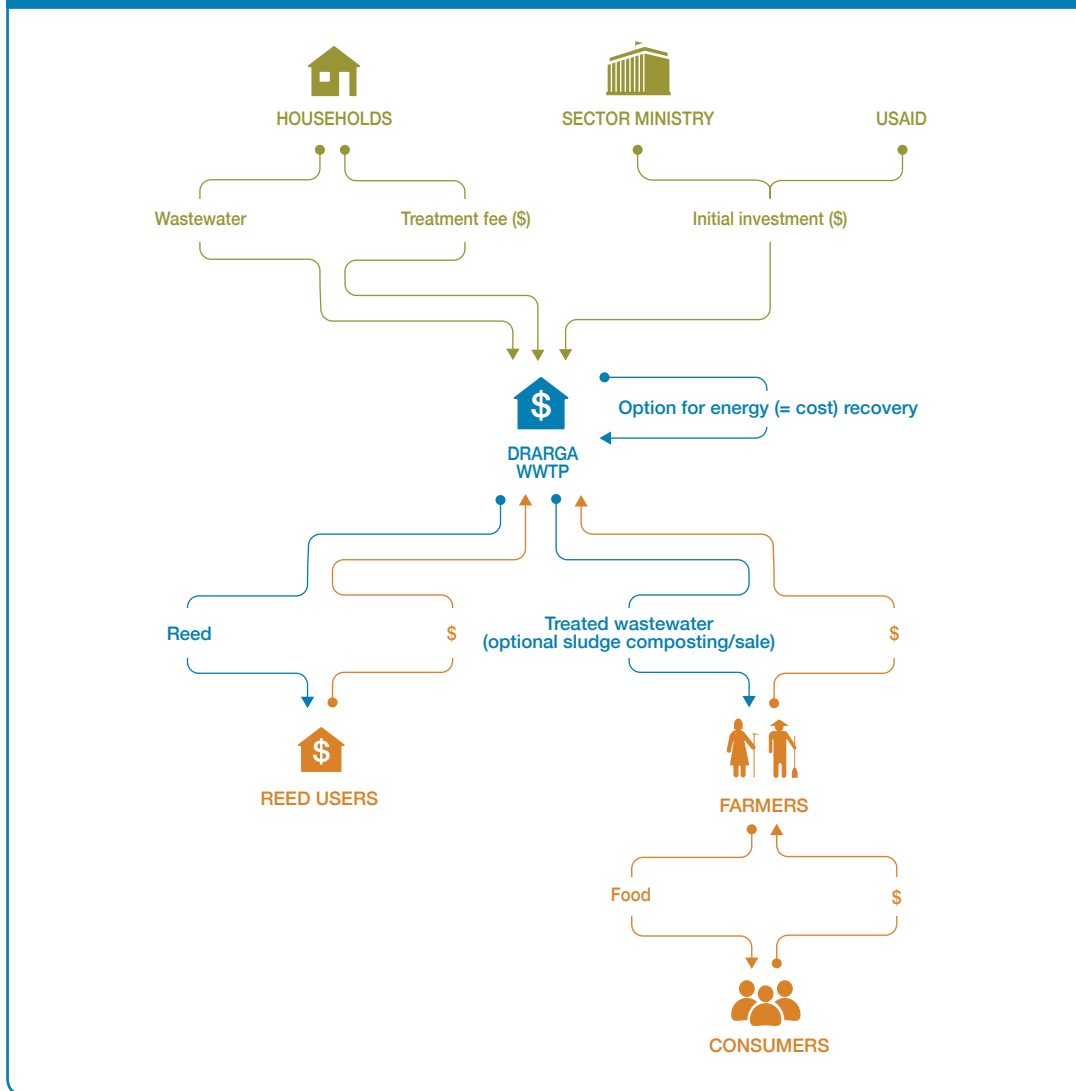 HOUSEHOLDS
SECTOR MINISTRY
USAID
Wastewater
Treatment fee ($)
Initial investment ($)
$
Option for energy (= cost) recovery
DRARGA
WWTP
Reed
$
Treated wastewater
(optional sludge composting/sale)
$
$
REED USERS
FARMERS
Food
$
CONSUMERS